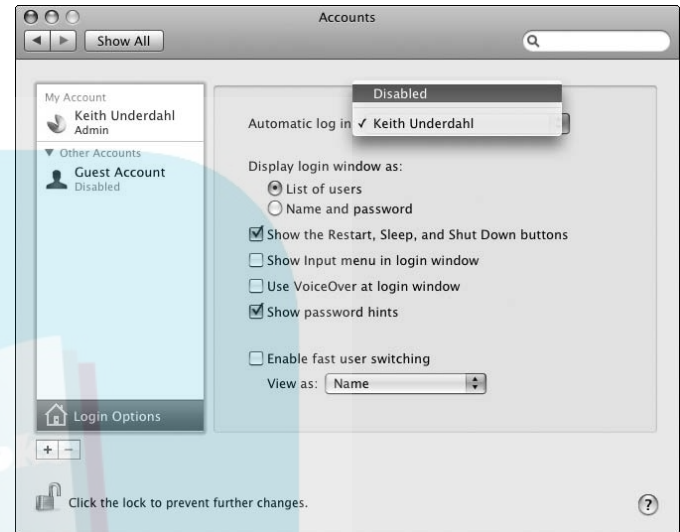 Accounts
Show All
My Account
Keith Underdahl
Admin
Other Accounts
Guest Account
Disabled
Login Options
Disabled
Automatic log in
✓ Keith Underdahl
Display login window as:
List of users
Name and password
Show the Restart, Sleep, and Shut Down buttons
Show Input menu in login window
Use VoiceOver at login window
Show password hints
Enable fast user switching
View as: Name
+ −
Click the lock to prevent further changes.
?